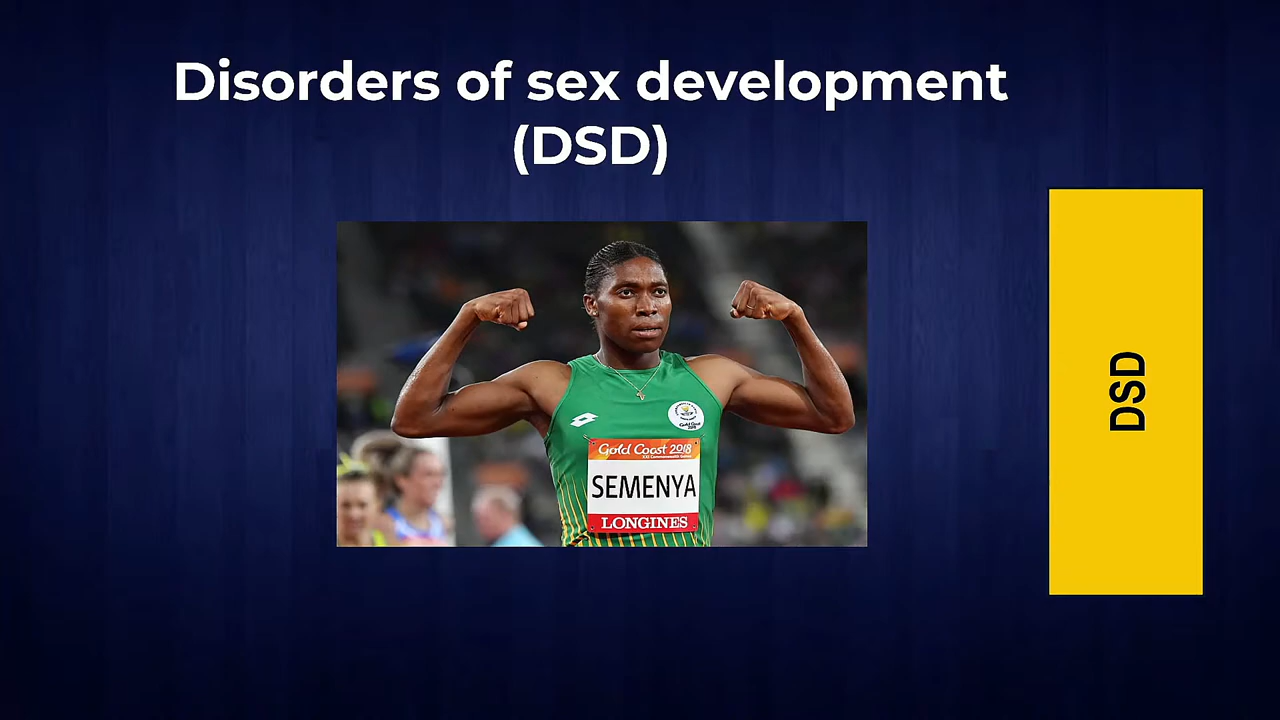 Disorders of sex development
(DSD)
Gold Coast 2018
SEMENYA
LONGINES
DSD